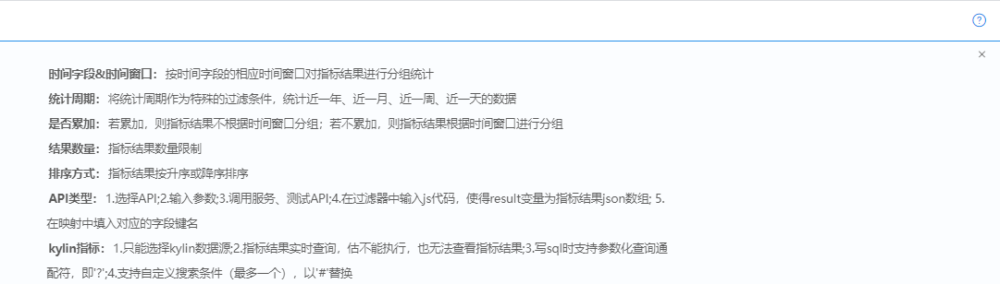 ?
×
时间字段&时间窗口：按时间字段的相应时间窗口对指标结果进行分组统计
统计周期：将统计周期作为特殊的过滤条件，统计近一年、近一月、近一周、近一天的数据
是否累加：若累加，则指标结果不根据时间窗口分组；若不累加，则指标结果根据时间窗口进行分组
结果数量：指标结果数量限制
排序方式：指标结果按升序或降序排序
API类型：1.选择API;2.输入参数;3.调用服务、测试API;4.在过滤器中输入js代码，使得result变量为指标结果json数组; 5.
在映射中填入对应的字段键名
kylin指标：1.只能选择kylin数据源;2.指标结果实时查询，估不能执行，也无法查看指标结果;3.写sql时支持参数化查询通
配符，即'?';4.支持自定义搜索条件（最多一个），以'#'替换